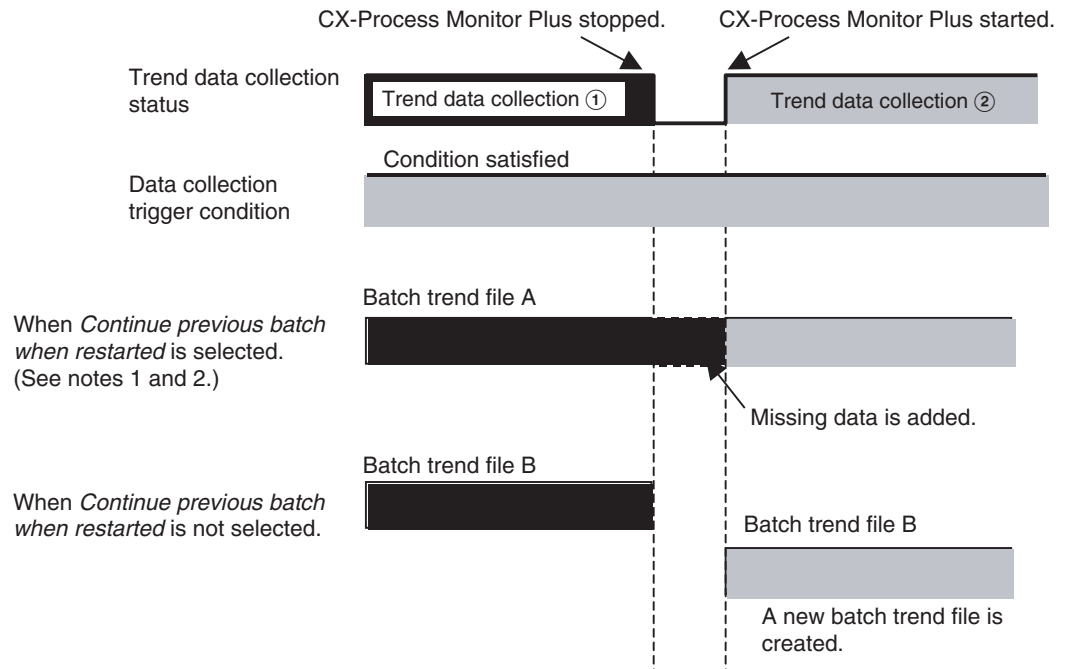 CX-Process Monitor Plus stopped.
CX-Process Monitor Plus started.
Trend data collection
status
Trend data collection ①
Trend data collection ②
Condition satisfied
Data collection
trigger condition
Batch trend file A
When Continue previous batch
when restarted is selected.
(See notes 1 and 2.)
Missing data is added.
Batch trend file B
When Continue previous batch
when restarted is not selected.
Batch trend file B
A new batch trend file is
created.